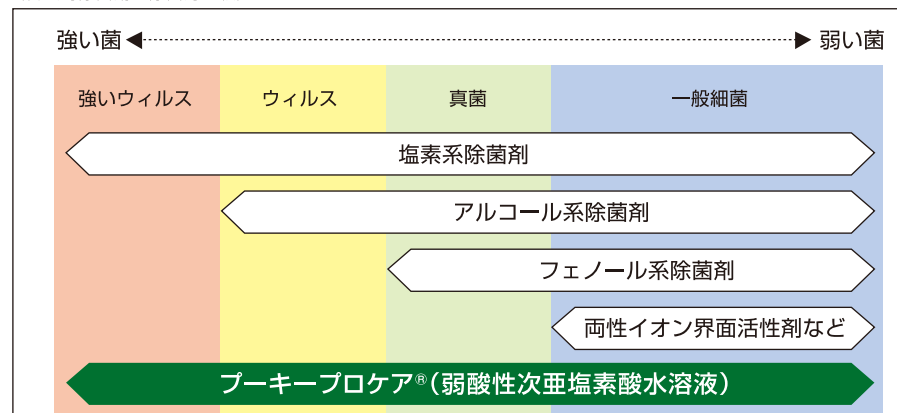 強い菌 弱い菌
強いウィルス ウィルス 真菌 一般細菌
塩素系除菌剤
アルコール系除菌剤
フェノール系除菌剤
両性イオン界面活性剤など
プーキープロケア®(弱酸性次亜塩素酸水溶液)